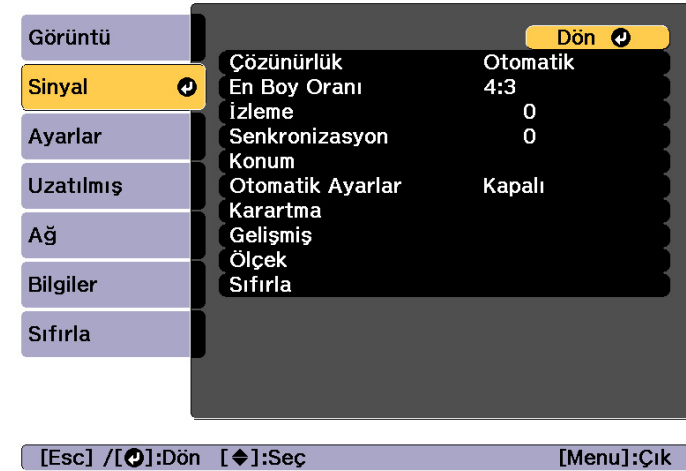 Görüntü
Sinyal
Ayarlar
Uzatılmış
Ağ
Bilgiler
Sıfırla
Dön
Çözünürlük Otomatik
En Boy Oranı 4:3
İzleme 0
Senkronizasyon 0
Konum
Otomatik Ayarlar Kapalı
Karartma
Gelişmiş
Ölçek
Sıfırla
[Esc] /[⏎]:Dön [◆]:Seç [Menu]:Çık